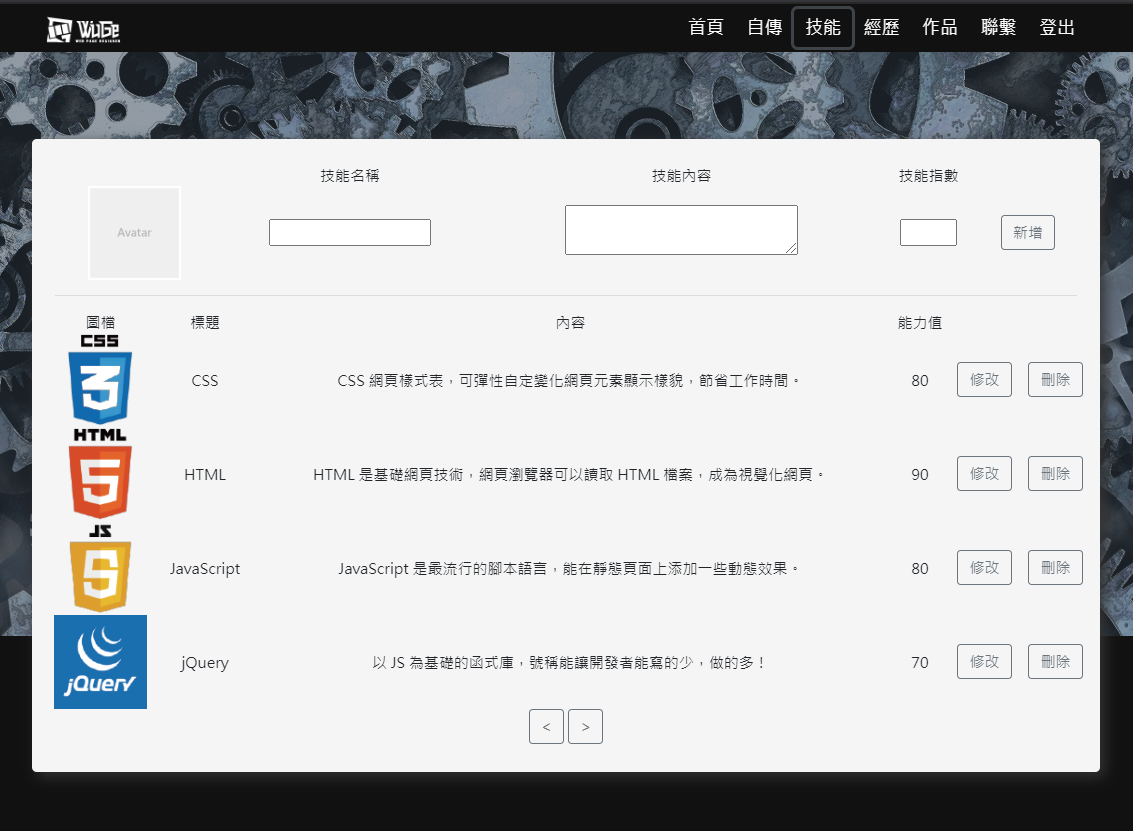 WuGe
WEB PAGE DESIGNER
首頁 自傳 技能 經歷 作品 聯繫 登出
技能名稱 技能內容 技能指數
Avatar
新增
圖檔 標題 內容 能力值
CSS
3
CSS CSS 網頁樣式表，可彈性自定變化網頁元素顯示樣貌，節省工作時間。 80 修改 刪除
HTML
5
HTML HTML 是基礎網頁技術，網頁瀏覽器可以讀取 HTML 檔案，成為視覺化網頁。 90 修改 刪除
JS
5
JavaScript JavaScript 是最流行的腳本語言，能在靜態頁面上添加一些動態效果。 80 修改 刪除
jQuery
jQuery 以 JS 為基礎的函式庫，號稱能讓開發者能寫的少，做的多！ 70 修改 刪除
< >